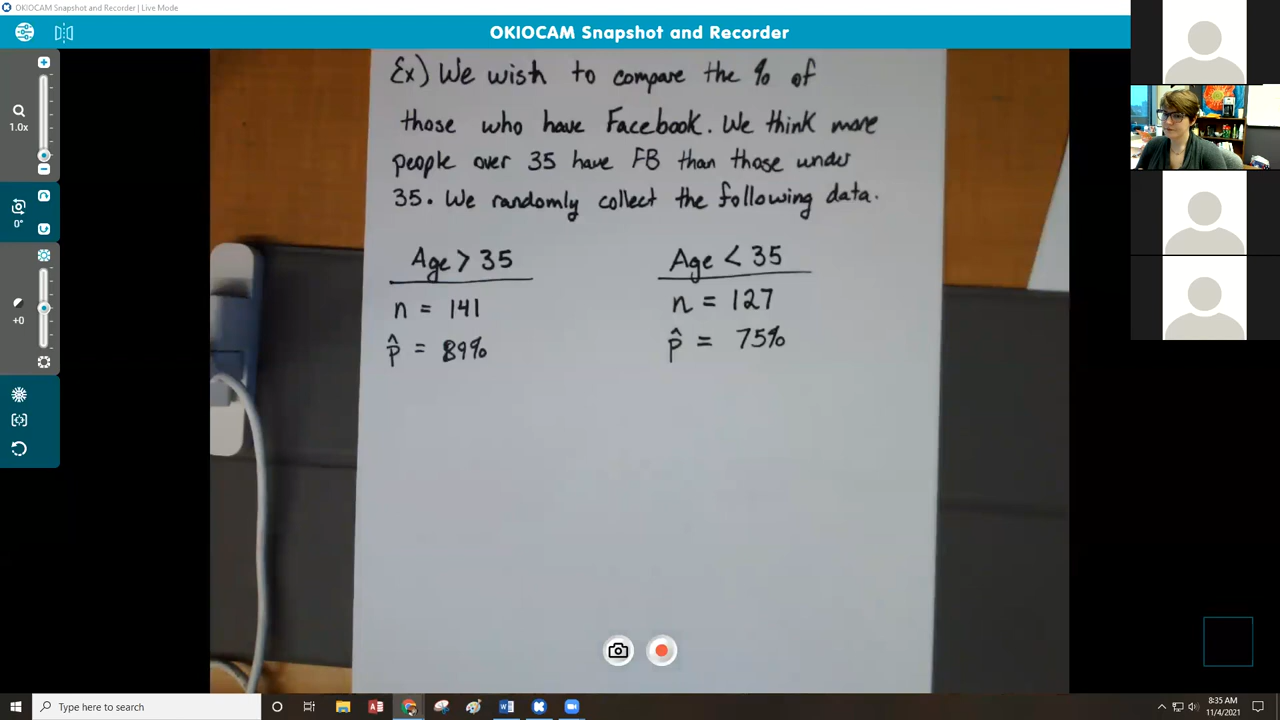 OKIOCAM Snapshot and Recorder | Live Mode
OKIOCAM Snapshot and Recorder
1.0x
0°
+0
Ex) We wish to compare the % of
those who have Facebook. We think more
people over 35 have FB than those under
35. We randomly collect the following data.
Age > 35
n = 141
p̂ = 89%
Age < 35
n = 127
p̂ = 75%
Type here to search
8:35 AM
11/4/2021